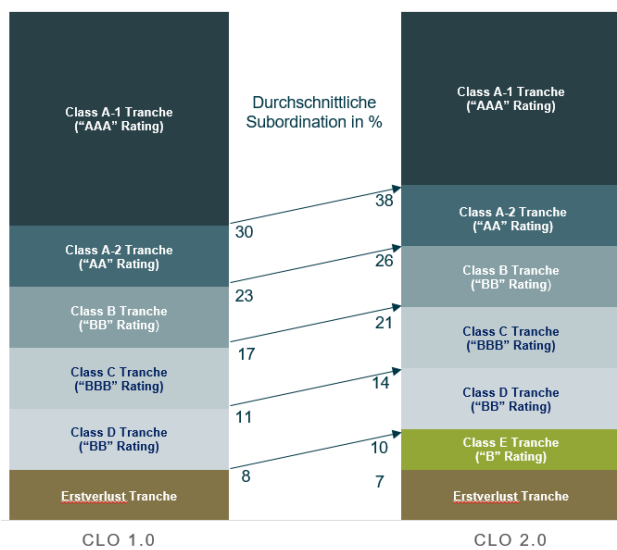 Class A-1 Tranche
(“AAA” Rating)
Class A-2 Tranche
(“AA” Rating)
Class B Tranche
(“BB” Rating)
Class C Tranche
(“BBB” Rating)
Class D Tranche
(“BB” Rating)
Erstverlust Tranche
CLO 1.0
Durchschnittliche
Subordination in %
38
30
26
23
21
17
14
11
10
8
7
Class A-1 Tranche
(“AAA” Rating)
Class A-2 Tranche
(“AA” Rating)
Class B Tranche
(“BB” Rating)
Class C Tranche
(“BBB” Rating)
Class D Tranche
(“BB” Rating)
Class E Tranche
(“B” Rating)
Erstverlust Tranche
CLO 2.0